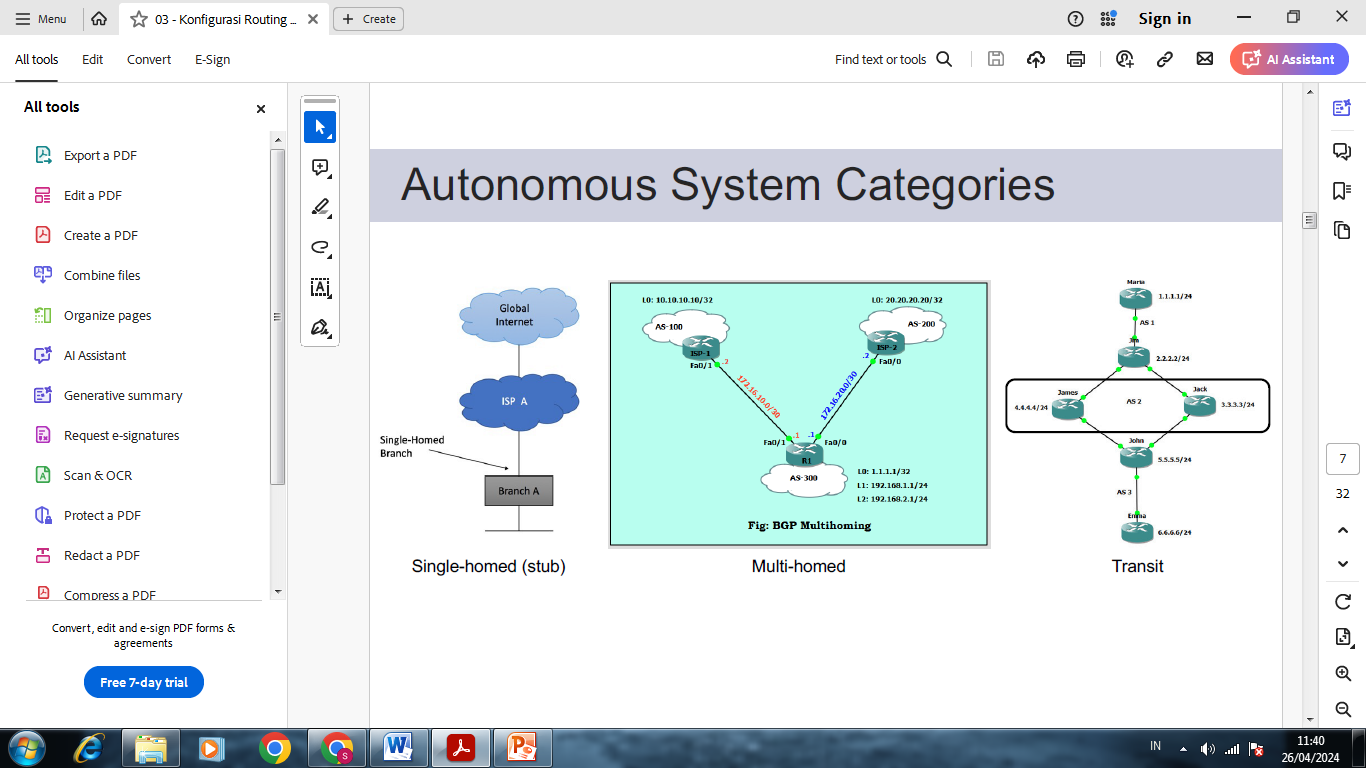 Menu
03 - Konfigurasi Routing ...
Create
Sign in
All tools
Edit
Convert
E-Sign
Find text or tools
AI Assistant
All tools
Export a PDF
Edit a PDF
Create a PDF
Combine files
Organize pages
AI Assistant
Generative summary
Request e-signatures
Scan & OCR
Protect a PDF
Redact a PDF
Compress a PDF
Convert, edit and e-sign PDF forms &
agreements
Free 7-day trial
Autonomous System Categories
Global
Internet
ISP A
Single-Homed
Branch
Branch A
Single-homed (stub)
L0: 10.10.10.10/32
L0: 20.20.20.20/32
AS-100
AS-200
ISP-1
ISP-2
.2
.2
Fa0/1
Fa0/0
172.16.10.0/30
172.16.20.0/30
Fa0/1
.1
.1
Fa0/0
R1
AS-300
L0: 1.1.1.1/32
L1: 192.168.1.1/24
L2: 192.168.2.1/24
Fig: BGP Multihoming
Multi-homed
Maria
1.1.1.1/24
AS 1
2.2.2.2/24
James
Jack
4.4.4.4/24
AS 2
3.3.3.3/24
John
5.5.5.5/24
AS 3
Emma
6.6.6.6/24
Transit
7
32
IN
11:40
26/04/2024